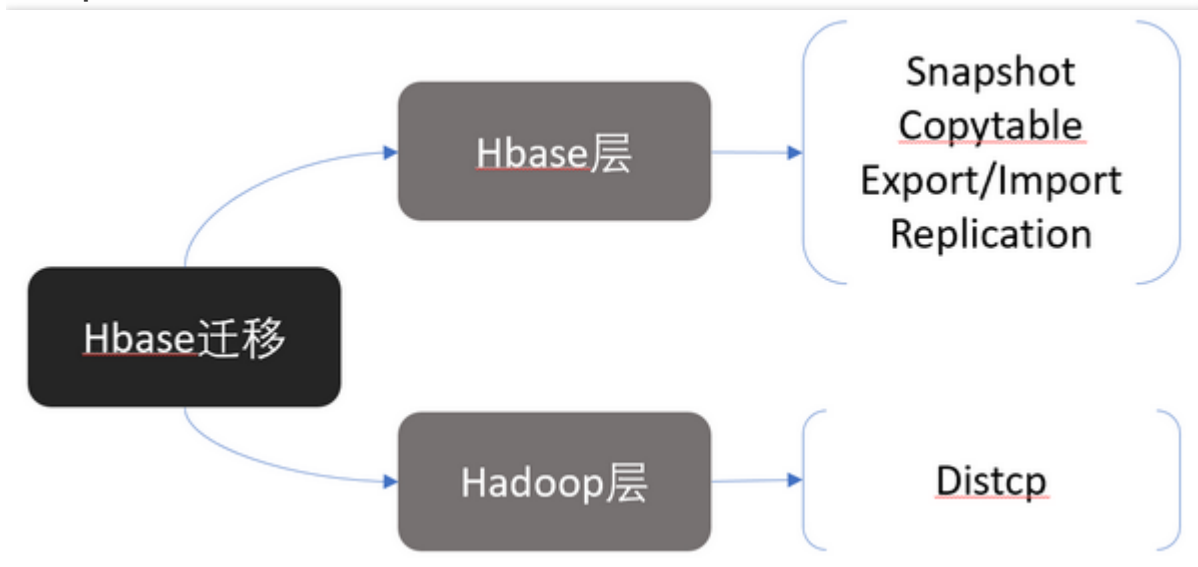 Hbase迁移
Hbase层
Snapshot
Copytable
Export/Import
Replication
Hadoop层
Distcp